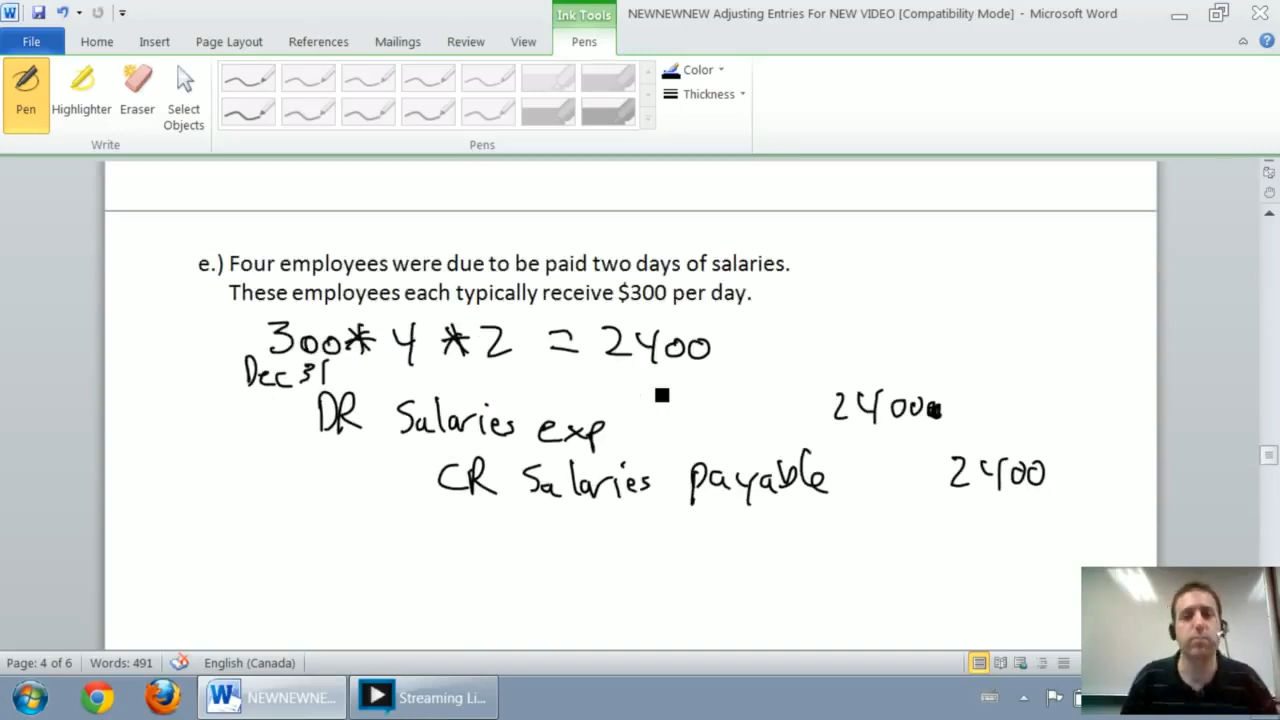 Ink Tools
NEWNEWNEW Adjusting Entries For NEW VIDEO [Compatibility Mode] - Microsoft Word
File Home Insert Page Layout References Mailings Review View Pens
Pen Highlighter Eraser Select Objects
Color
Thickness
Write Pens
e.) Four employees were due to be paid two days of salaries.
These employees each typically receive $300 per day.
300* 4 * 2 = 2400
Dec 31
DR Salaries exp 2400
CR Salaries payable 2400
Page: 4 of 6 Words: 491 English (Canada)
NEWNEWNE... Streaming Li...